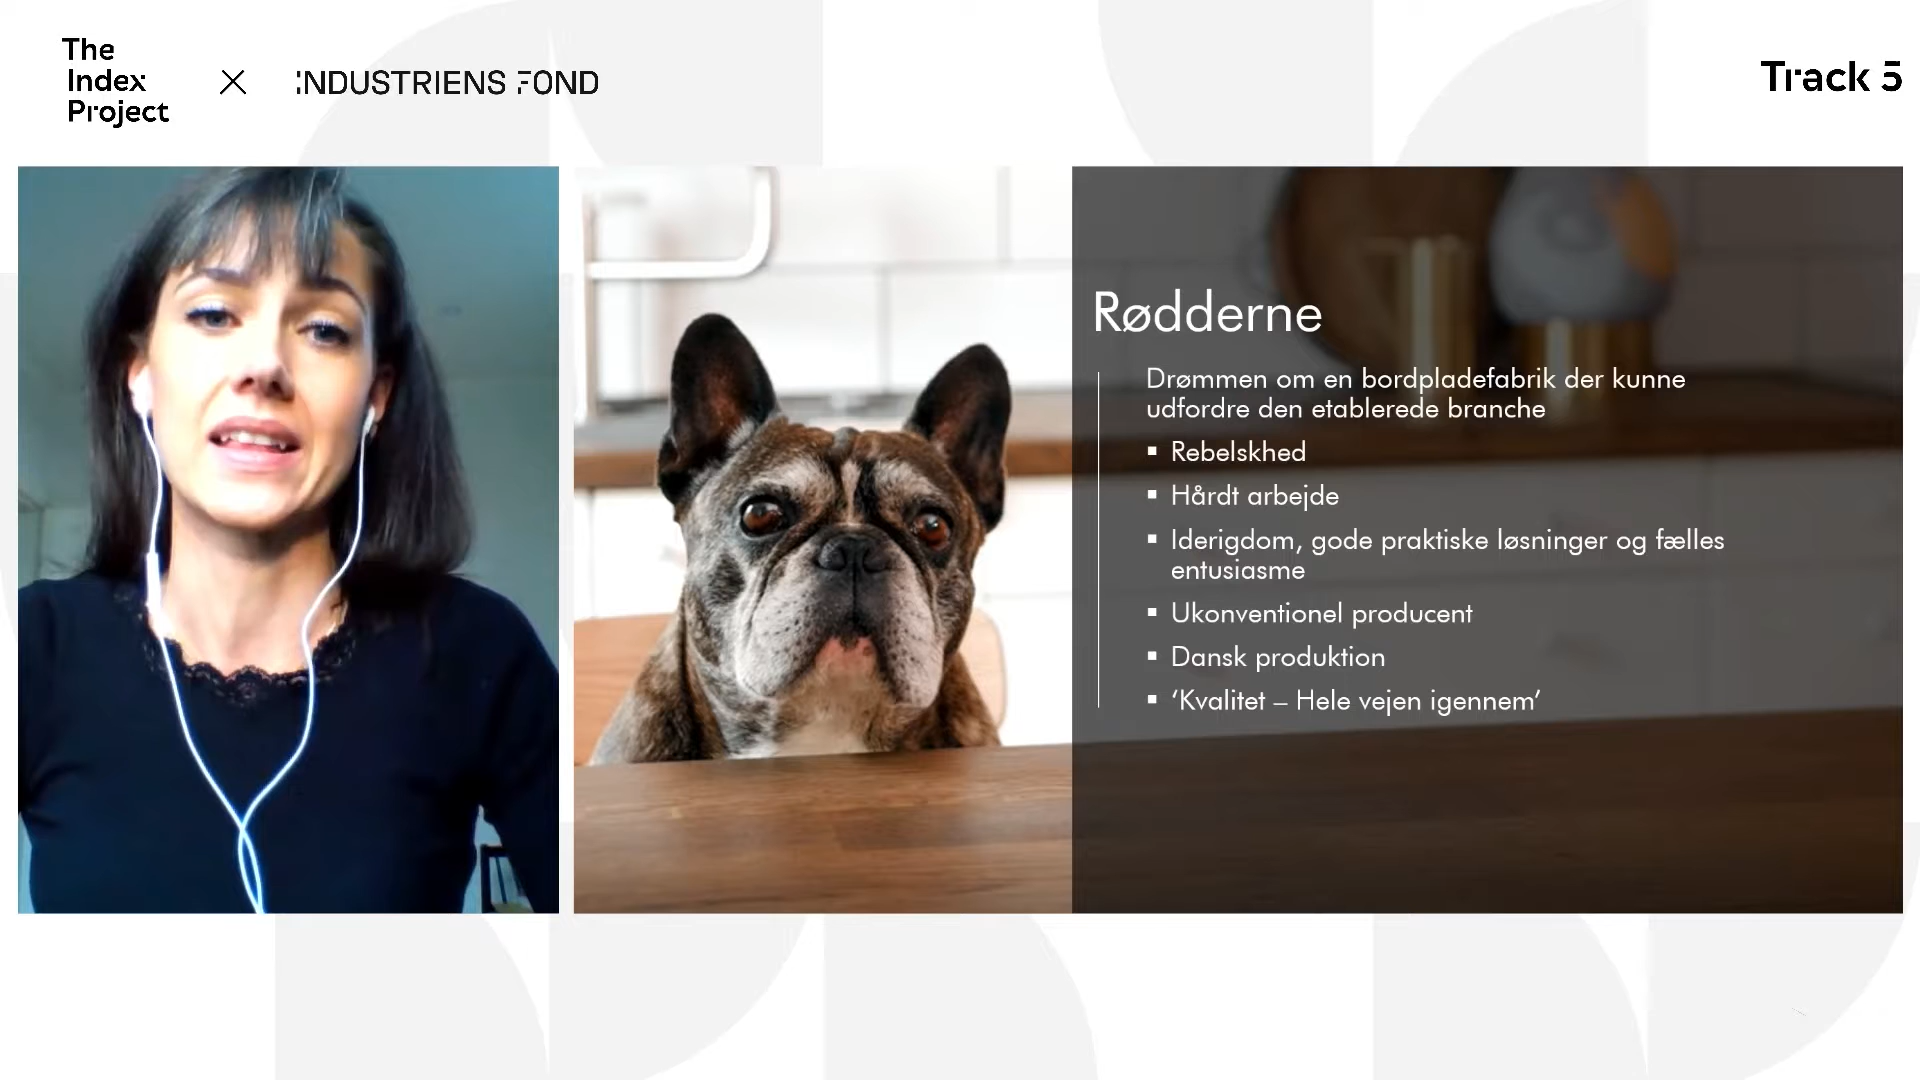 The
Index
Project
INDUSTRIENS FOND
Track 5
Rødderne
Drømmen om en bordpladefabrik der kunne
udfordre den etablerede branche
▪ Rebelskhed
▪ Hårdt arbejde
▪ Iderigdom, gode praktiske løsninger og fælles
entusiasme
▪ Ukonventionel producent
▪ Dansk produktion
▪ ‘Kvalitet – Hele vejen igennem’